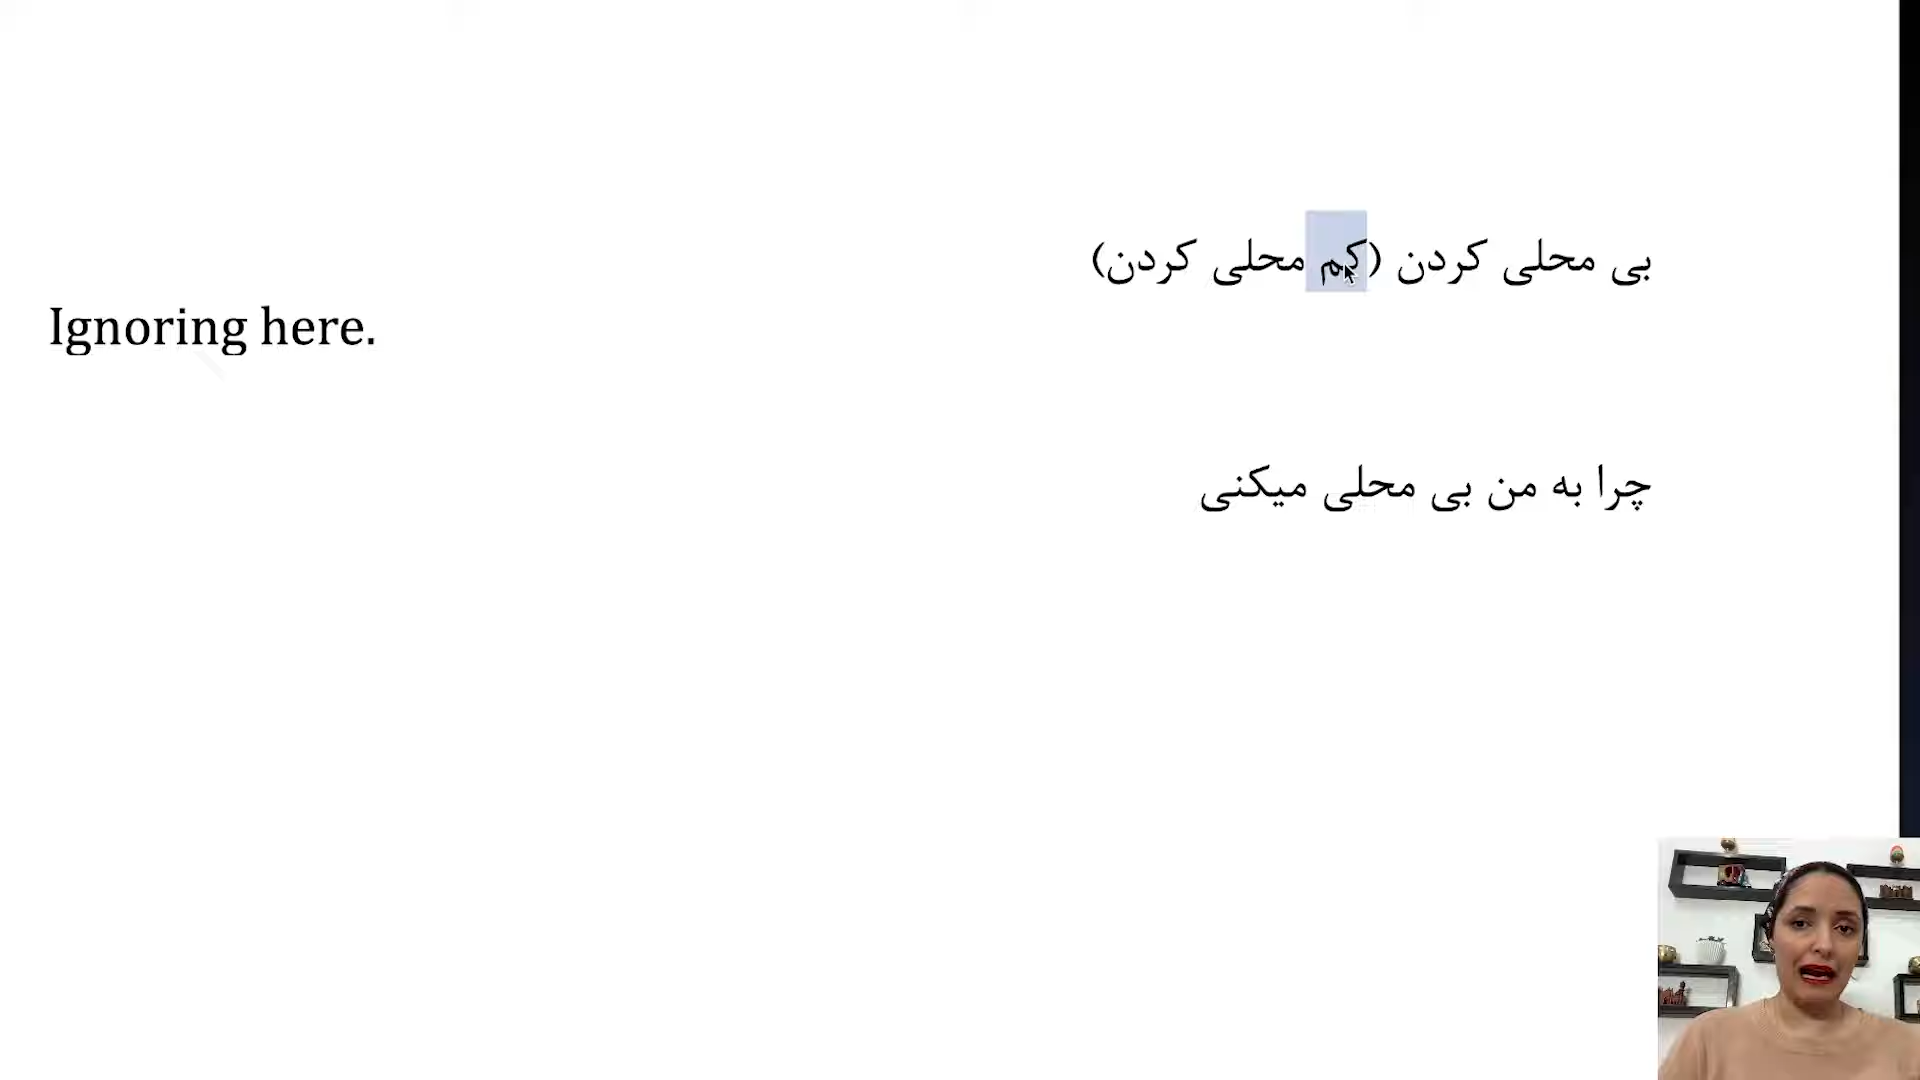 بی محلی کردن (کم محلی کردن)
Ignoring here.
چرا به من بی محلی میکنی